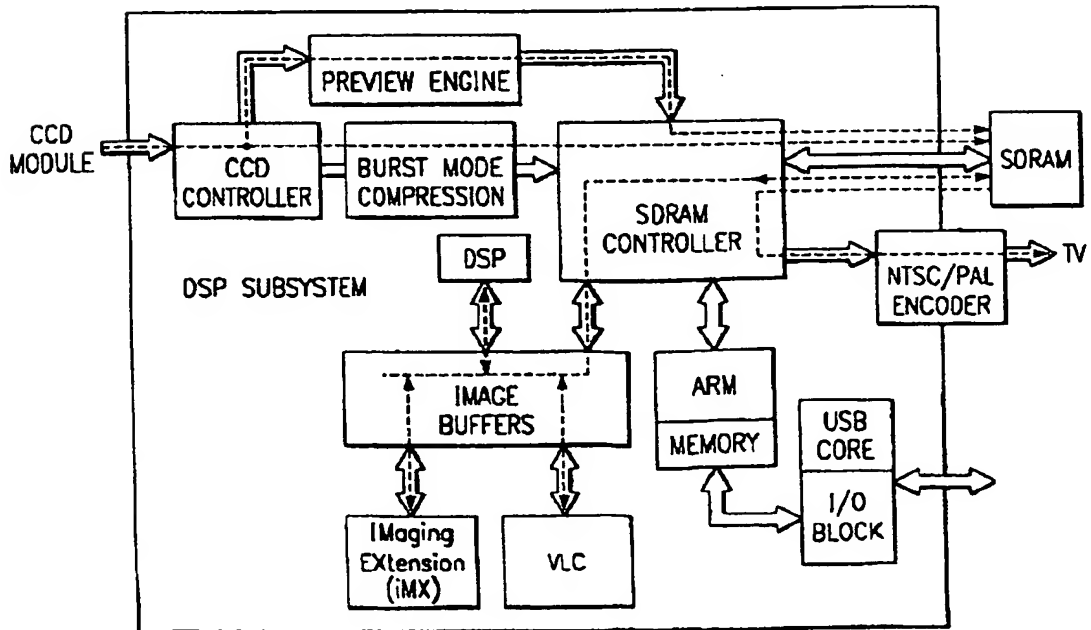 PREVIEW ENGINE
CCD
MODULE
CCD
CONTROLLER
BURST MODE
COMPRESSION
SDRAM
CONTROLLER
SDRAM
TV
NTSC/PAL
ENCODER
DSP
DSP SUBSYSTEM
IMAGE
BUFFERS
ARM
MEMORY
USB
CORE
I/O
BLOCK
IMaging
EXtension
(iMX)
VLC